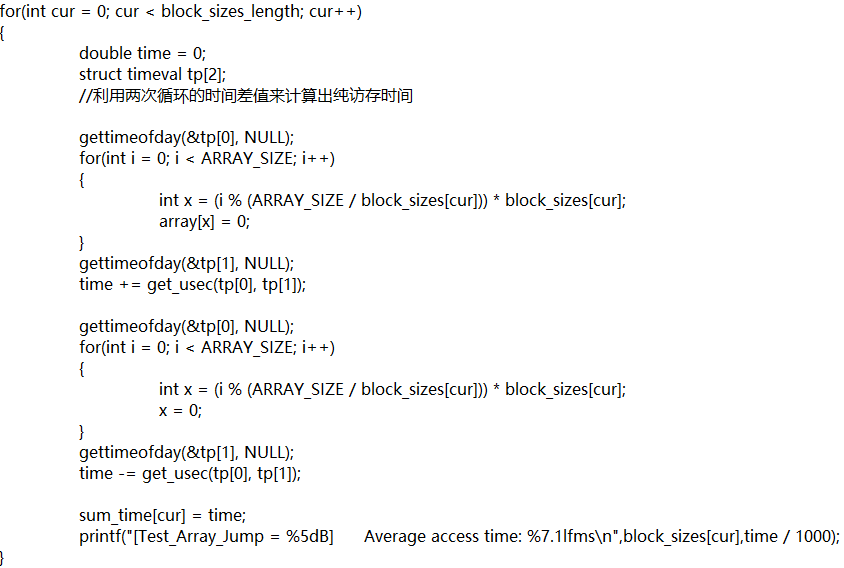 for(int cur = 0; cur < block_sizes_length; cur++)
{
double time = 0;
struct timeval tp[2];
//利用两次循环的时间差值来计算出纯访存时间
gettimeofday(&tp[0], NULL);
for(int i = 0; i < ARRAY_SIZE; i++)
{
int x = (i % (ARRAY_SIZE / block_sizes[cur])) * block_sizes[cur];
array[x] = 0;
}
gettimeofday(&tp[1], NULL);
time += get_usec(tp[0], tp[1]);
gettimeofday(&tp[0], NULL);
for(int i = 0; i < ARRAY_SIZE; i++)
{
int x = (i % (ARRAY_SIZE / block_sizes[cur])) * block_sizes[cur];
x = 0;
}
gettimeofday(&tp[1], NULL);
time -= get_usec(tp[0], tp[1]);
sum_time[cur] = time;
printf("[Test_Array_Jump = %5dB] Average access time: %7.1lfms\n",block_sizes[cur],time / 1000);
}